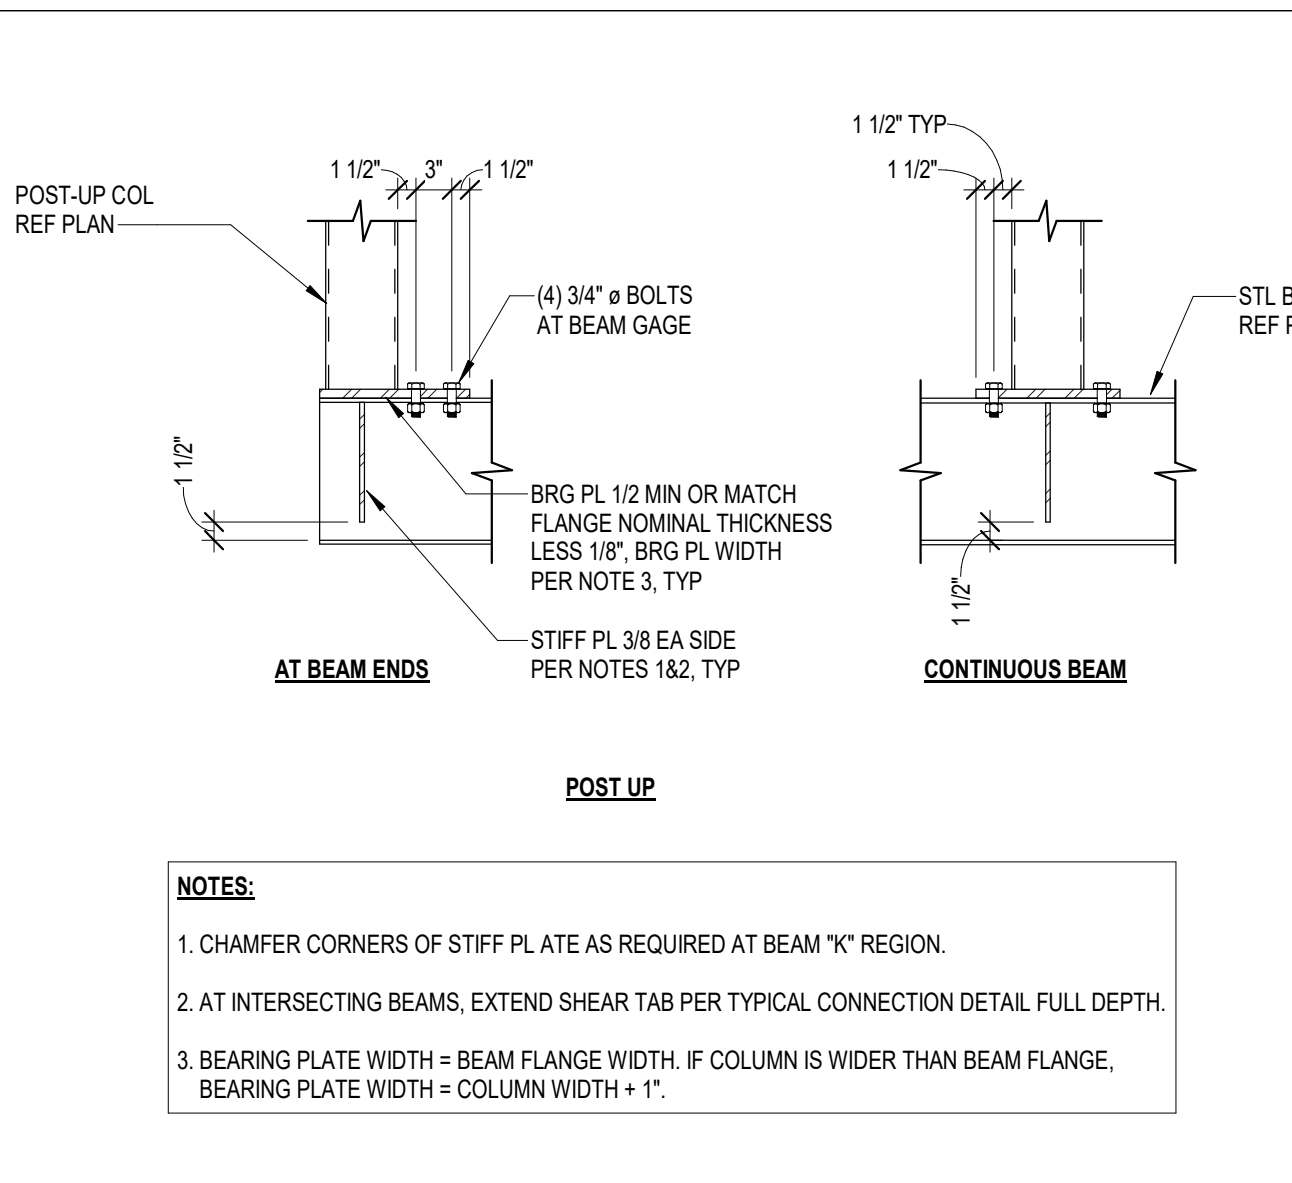 1 1/2" TYP
1 1/2"
3"
1 1/2"
1 1/2"
POST-UP COL
REF PLAN
(4) 3/4" ø BOLTS
AT BEAM GAGE
STL B
REF
1 1/2"
BRG PL 1/2 MIN OR MATCH
FLANGE NOMINAL THICKNESS
LESS 1/8", BRG PL WIDTH
PER NOTE 3, TYP
1 1/2"
STIFF PL 3/8 EA SIDE
PER NOTES 1&2, TYP
AT BEAM ENDS
CONTINUOUS BEAM
POST UP
NOTES:
1. CHAMFER CORNERS OF STIFF PL ATE AS REQUIRED AT BEAM "K" REGION.
2. AT INTERSECTING BEAMS, EXTEND SHEAR TAB PER TYPICAL CONNECTION DETAIL FULL DEPTH.
3. BEARING PLATE WIDTH = BEAM FLANGE WIDTH. IF COLUMN IS WIDER THAN BEAM FLANGE,
BEARING PLATE WIDTH = COLUMN WIDTH + 1".